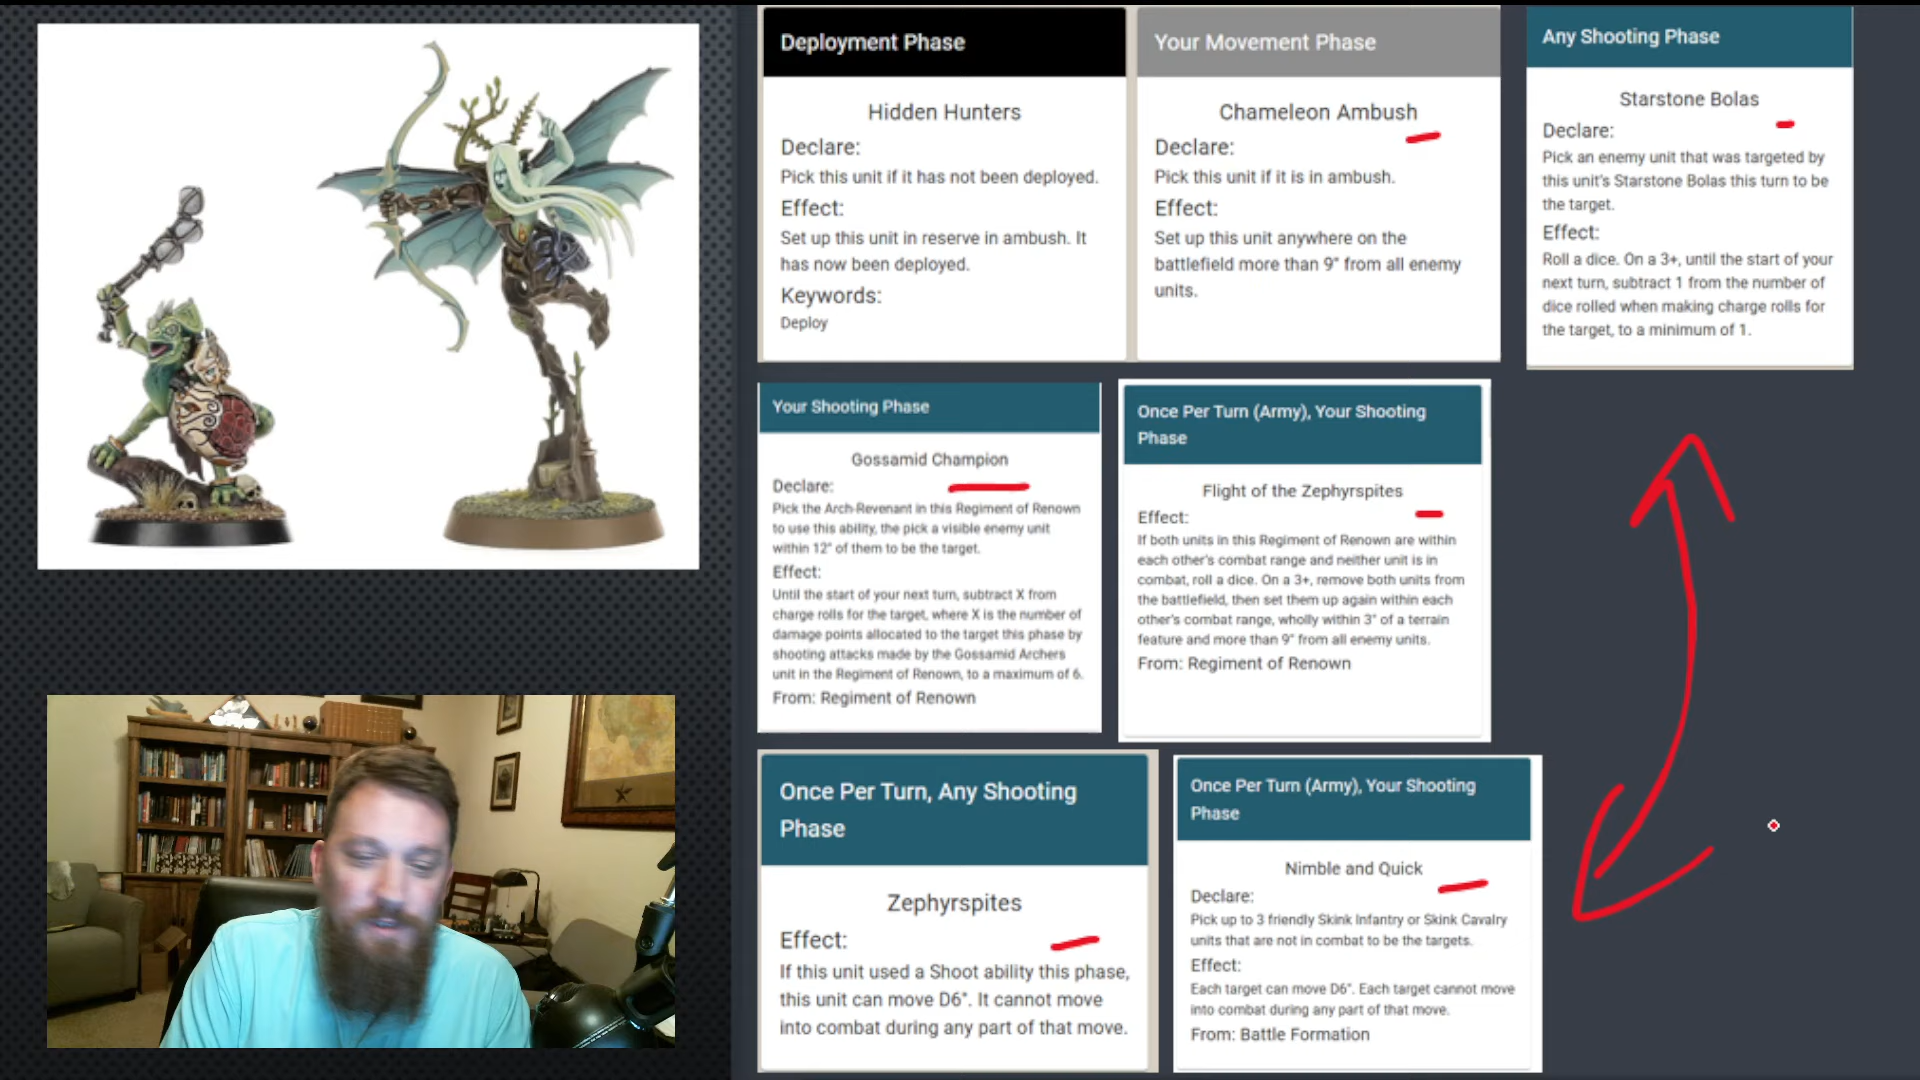 Deployment Phase
Hidden Hunters
Declare:
Pick this unit if it has not been deployed.
Effect:
Set up this unit in reserve in ambush. It
has now been deployed.
Keywords:
Deploy
Your Movement Phase
Chameleon Ambush
Declare:
Pick this unit if it is in ambush.
Effect:
Set up this unit anywhere on the
battlefield more than 9" from all enemy
units.
Any Shooting Phase
Starstone Bolas
Declare:
Pick an enemy unit that was targeted by
this unit's Starstone Bolas this turn to be
the target.
Effect:
Roll a dice. On a 3+, until the start of your
next turn, subtract 1 from the number of
dice rolled when making charge rolls for
the target, to a minimum of 1.
Your Shooting Phase
Gossamid Champion
Declare:
Pick the Arch-Revenant in this Regiment of Renown
to use this ability, the pick a visible enemy unit
within 12" of them to be the target.
Effect:
Until the start of your next turn, subtract X from
charge rolls for the target, where X is the number of
damage points allocated to the target this phase by
shooting attacks made by the Gossamid Archers
unit in the Regiment of Renown, to a maximum of 6.
From: Regiment of Renown
Once Per Turn (Army), Your Shooting
Phase
Flight of the Zephyrspites
Effect:
If both units in this Regiment of Renown are within
each other's combat range and neither unit is in
combat, roll a dice. On a 3+, remove both units from
the battlefield, then set them up again within each
other's combat range, wholly within 3" of a terrain
feature and more than 9" from all enemy units.
From: Regiment of Renown
Once Per Turn, Any Shooting
Phase
Zephyrspites
Effect:
If this unit used a Shoot ability this phase,
this unit can move D6". It cannot move
into combat during any part of that move.
Once Per Turn (Army), Your Shooting
Phase
Nimble and Quick
Declare:
Pick up to 3 friendly Skink Infantry or Skink Cavalry
units that are not in combat to be the targets.
Effect:
Each target can move D6". Each target cannot move
into combat during any part of that move.
From: Battle Formation